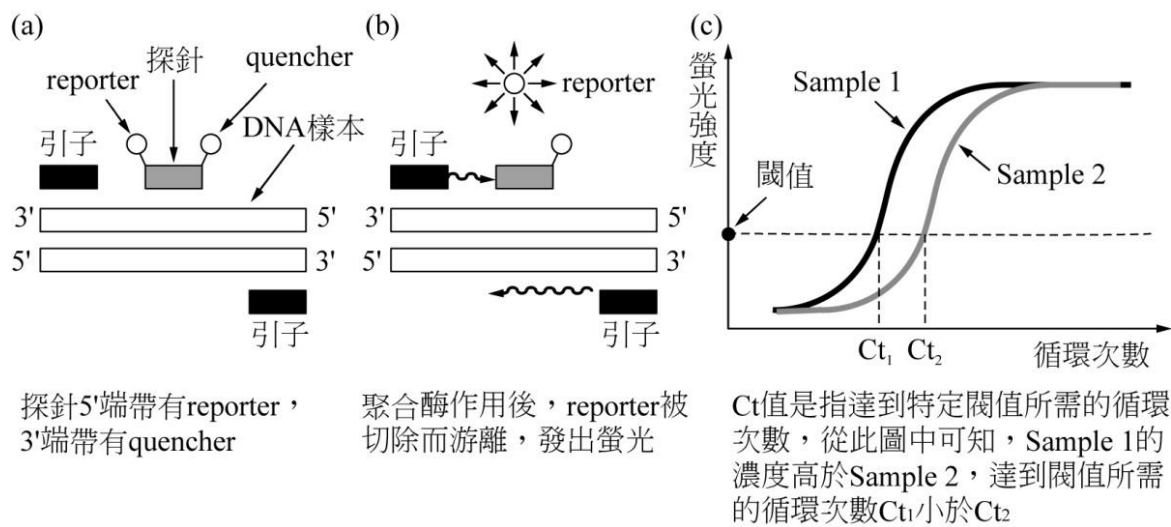 (a)
探針
reporter
quencher
引子
DNA樣本
3'
5'
5'
3'
引子
探針5'端帶有reporter，
3'端帶有quencher
(b)
reporter
引子
3'
5'
5'
3'
引子
聚合酶作用後，reporter被
切除而游離，發出螢光
(c)
螢光強度
Sample 1
Sample 2
閾值
Ct₁
Ct₂
循環次數
Ct值是指達到特定閥值所需的循環
次數，從此圖中可知，Sample 1的
濃度高於Sample 2，達到閥值所需
的循環次數Ct₁小於Ct₂